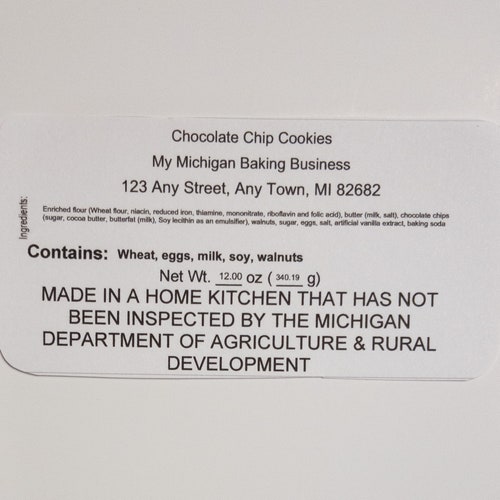 Chocolate Chip Cookies
My Michigan Baking Business
123 Any Street, Any Town, MI 82682
Ingredients:
Enriched flour (Wheat flour, niacin, reduced iron, thiamine, mononitrate, riboflavin and folic acid), butter (milk, salt), chocolate chips
(sugar, cocoa butter, butterfat (milk), Soy lecithin as an emulsifier), walnuts, sugar, eggs, salt, artificial vanilla extract, baking soda
Contains: Wheat, eggs, milk, soy, walnuts
Net Wt. 12.00 oz ( 340.19 g)
MADE IN A HOME KITCHEN THAT HAS NOT
BEEN INSPECTED BY THE MICHIGAN
DEPARTMENT OF AGRICULTURE & RURAL
DEVELOPMENT